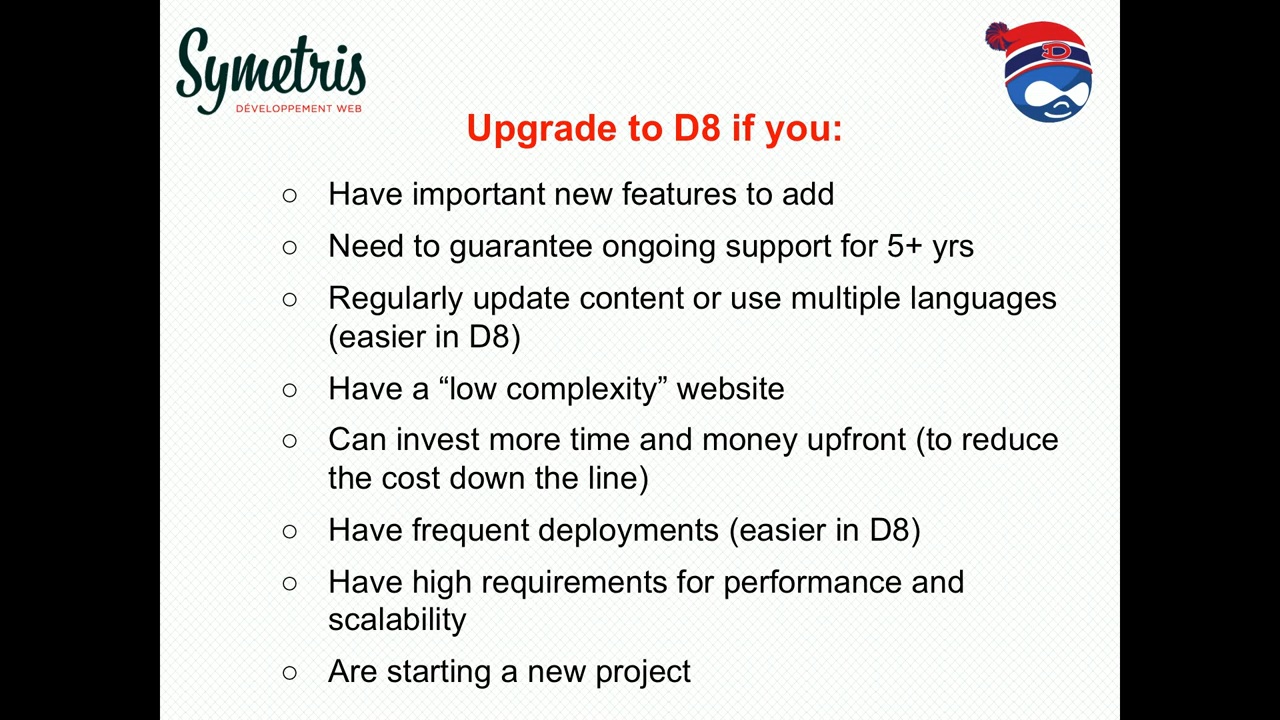 Symetris
DÉVELOPPEMENT WEB
D
Upgrade to D8 if you:
○ Have important new features to add
○ Need to guarantee ongoing support for 5+ yrs
○ Regularly update content or use multiple languages
(easier in D8)
○ Have a “low complexity” website
○ Can invest more time and money upfront (to reduce
the cost down the line)
○ Have frequent deployments (easier in D8)
○ Have high requirements for performance and
scalability
○ Are starting a new project